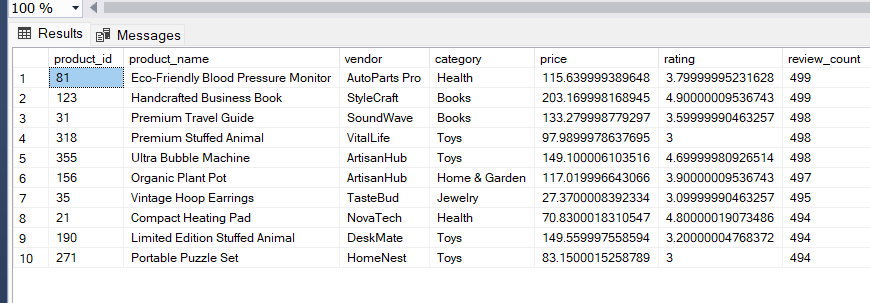 100 %
Results Messages
product_id product_name vendor category price rating review_count
1 81 Eco-Friendly Blood Pressure Monitor AutoParts Pro Health 115.639999389648 3.79999995231628 499
2 123 Handcrafted Business Book StyleCraft Books 203.169998168945 4.90000009536743 499
3 31 Premium Travel Guide SoundWave Books 133.279998779297 3.59999990463257 498
4 318 Premium Stuffed Animal VitalLife Toys 97.9899978637695 3 498
5 355 Ultra Bubble Machine ArtisanHub Toys 149.100006103516 4.69999980926514 498
6 156 Organic Plant Pot ArtisanHub Home & Garden 117.019996643066 3.90000009536743 497
7 35 Vintage Hoop Earrings TasteBud Jewelry 27.3700008392334 3.09999990463257 495
8 21 Compact Heating Pad NovaTech Health 70.8300018310547 4.80000019073486 494
9 190 Limited Edition Stuffed Animal DeskMate Toys 149.559997558594 3.20000004768372 494
10 271 Portable Puzzle Set HomeNest Toys 83.1500015258789 3 494